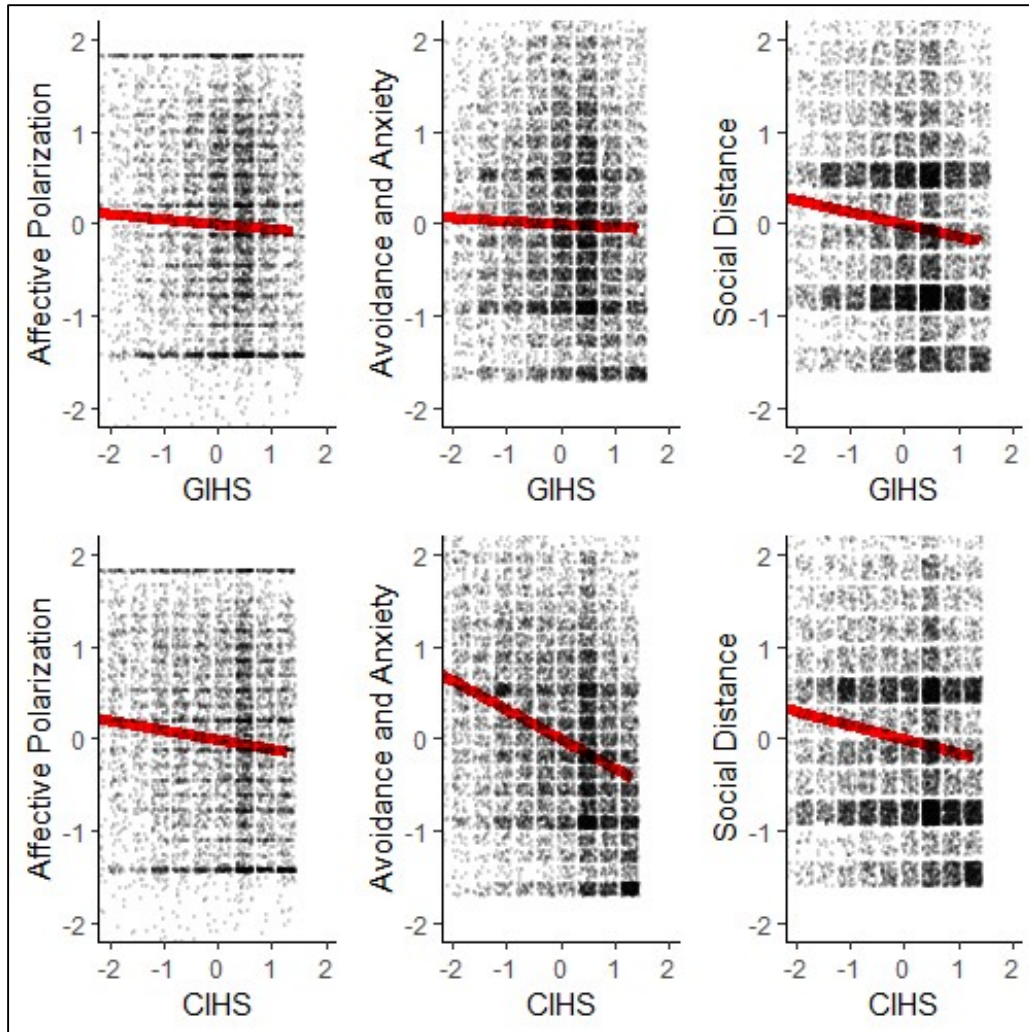 Affective Polarization
2
1
0
-1
-2
-2 -1 0 1 2
GIHS
Avoidance and Anxiety
2
1
0
-1
-2
-2 -1 0 1 2
GIHS
Social Distance
2
1
0
-1
-2
-2 -1 0 1 2
GIHS
Affective Polarization
2
1
0
-1
-2
-2 -1 0 1 2
CIHS
Avoidance and Anxiety
2
1
0
-1
-2
-2 -1 0 1 2
CIHS
Social Distance
2
1
0
-1
-2
-2 -1 0 1 2
CIHS